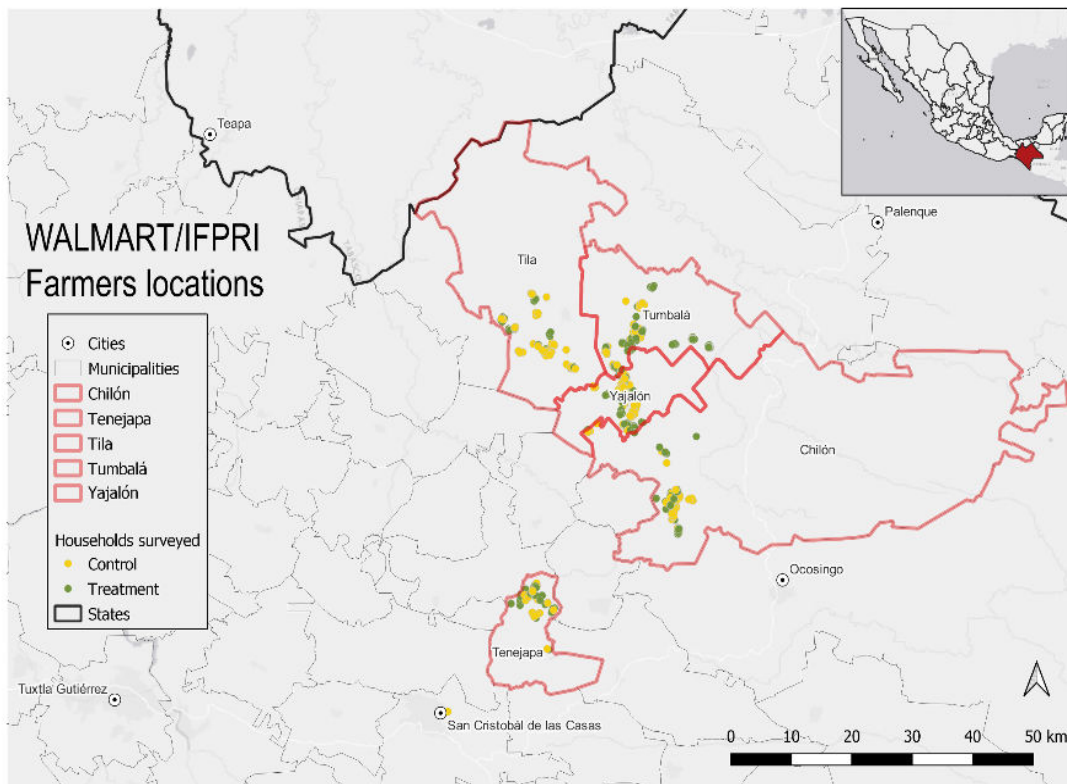 Teapa
Palenque
WALMART/IFPRI
Farmers locations
Tila
Tumbalá
Yajalón
Chilón
Cities
Municipalities
Chilón
Tenejapa
Tila
Tumbalá
Yajalón
Households surveyed
Control
Treatment
States
Ocosingo
Tenejapa
Tuxtla Gutiérrez
San Cristobàl de las Casas
0 10 20 30 40 50 km